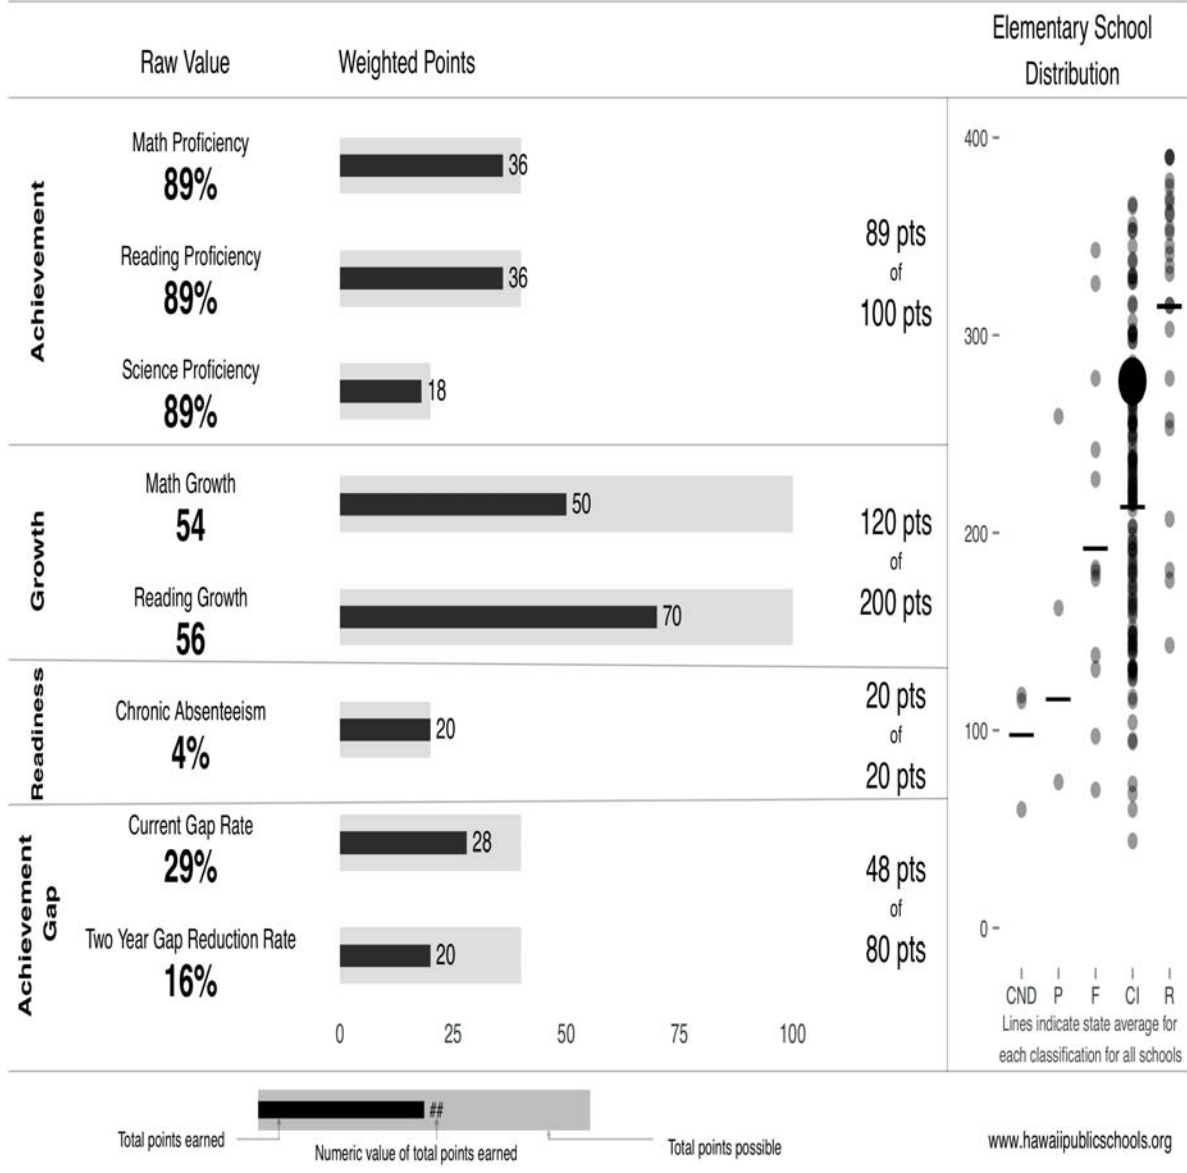 Raw Value
Weighted Points
Elementary School
Distribution
Achievement
Math Proficiency
89%
36
Reading Proficiency
89%
36
Science Proficiency
89%
18
89 pts
of
100 pts
Growth
Math Growth
54
50
Reading Growth
56
70
120 pts
of
200 pts
Readiness
Chronic Absenteeism
4%
20
20 pts
of
20 pts
Achievement
Gap
Current Gap Rate
29%
28
Two Year Gap Reduction Rate
16%
20
48 pts
of
80 pts
0 25 50 75 100
400
300
200
100
0
CND P F CI R
Lines indicate state average for
each classification for all schools
##
Total points earned
Numeric value of total points earned
Total points possible
www.hawaiipublicschools.org